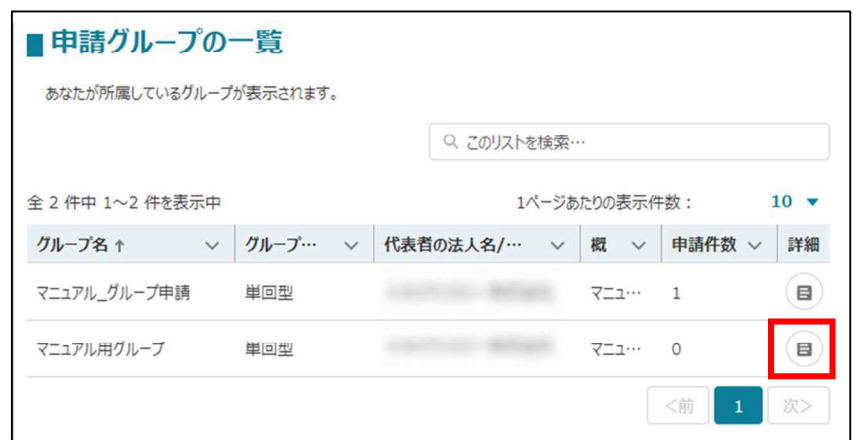 ■申請グループの一覧
あなたが所属しているグループが表示されます。
このリストを検索…
全 2 件中 1～2 件を表示中 1ページあたりの表示件数： 10 ▼
グループ名↑ グループ… 代表者の法人名/… 概 申請件数 詳細
マニュアル_グループ申請 単回型 マニュ… 1
マニュアル用グループ 単回型 マニュ… 0
<前 1 次>